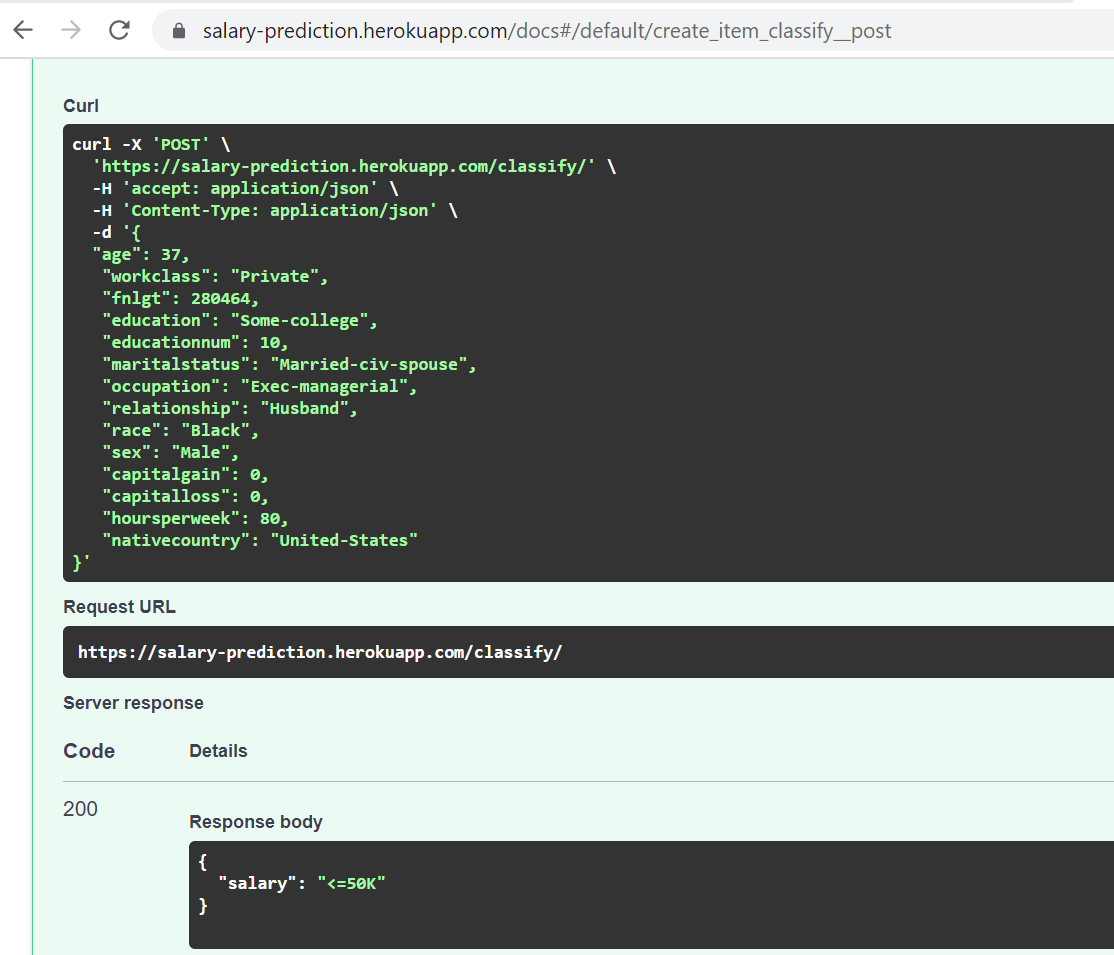 salary-prediction.herokuapp.com/docs#/default/create_item_classify__post
Curl
curl -X 'POST' \
  'https://salary-prediction.herokuapp.com/classify/' \
  -H 'accept: application/json' \
  -H 'Content-Type: application/json' \
  -d '{
  "age": 37,
   "workclass": "Private",
   "fnlgt": 280464,
   "education": "Some-college",
   "educationnum": 10,
   "maritalstatus": "Married-civ-spouse",
   "occupation": "Exec-managerial",
   "relationship": "Husband",
   "race": "Black",
   "sex": "Male",
   "capitalgain": 0,
   "capitalloss": 0,
   "hoursperweek": 80,
   "nativecountry": "United-States"
}'
Request URL
https://salary-prediction.herokuapp.com/classify/
Server response
Code Details
200
Response body
{
  "salary": "<=50K"
}